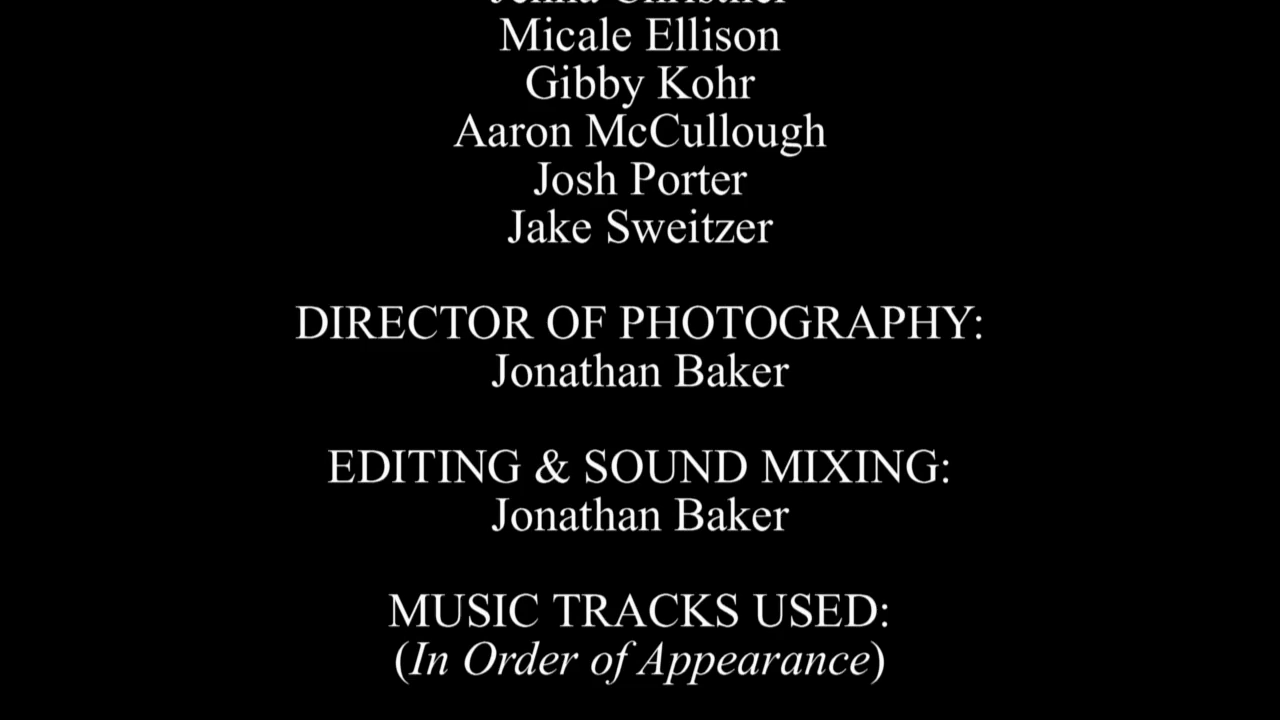 Micale Ellison
Gibby Kohr
Aaron McCullough
Josh Porter
Jake Sweitzer
DIRECTOR OF PHOTOGRAPHY:
Jonathan Baker
EDITING & SOUND MIXING:
Jonathan Baker
MUSIC TRACKS USED:
(In Order of Appearance)